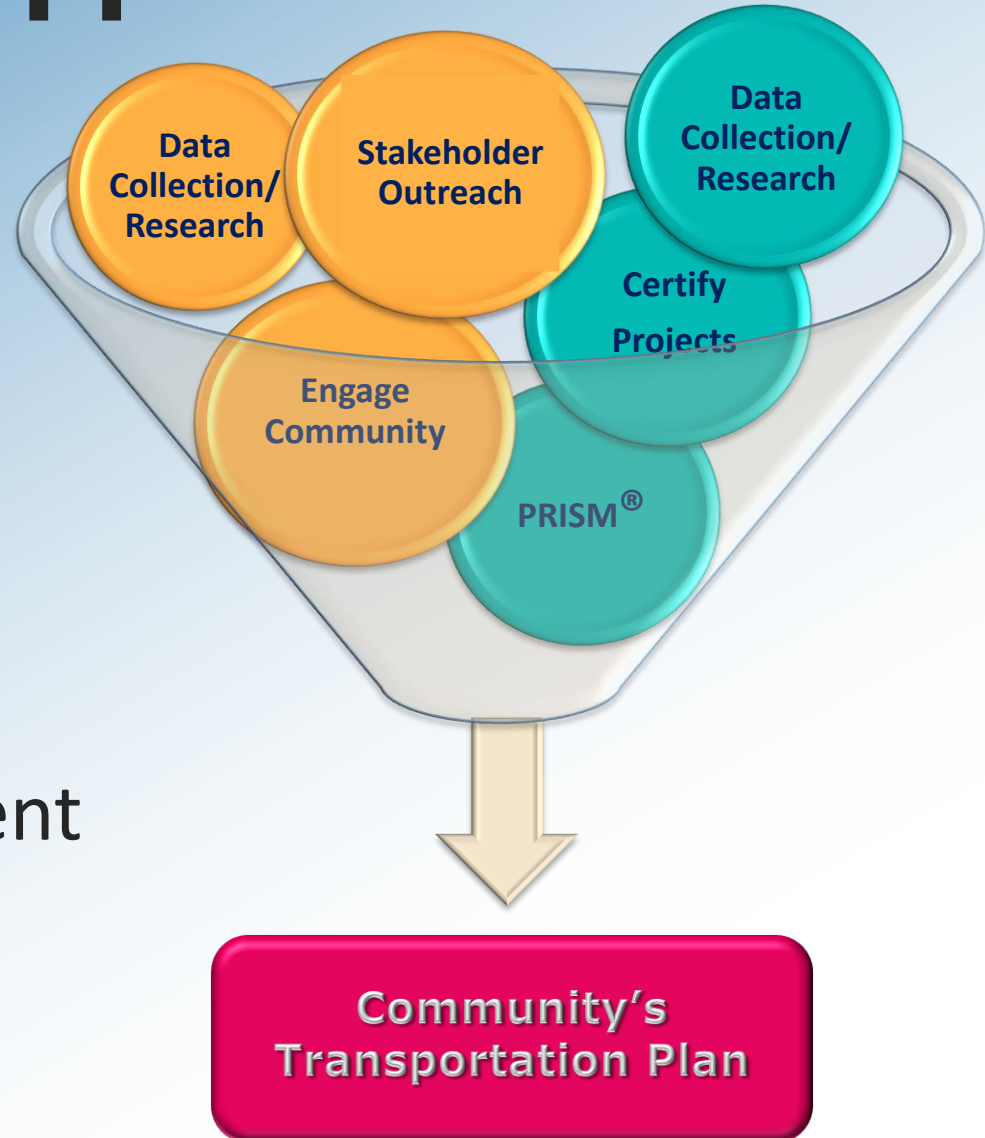 Data
Collection/
Research
Stakeholder
Outreach
Data
Collection/
Research
Certify
Projects
Engage
Community
PRISM®
ent
Community’s
Transportation Plan